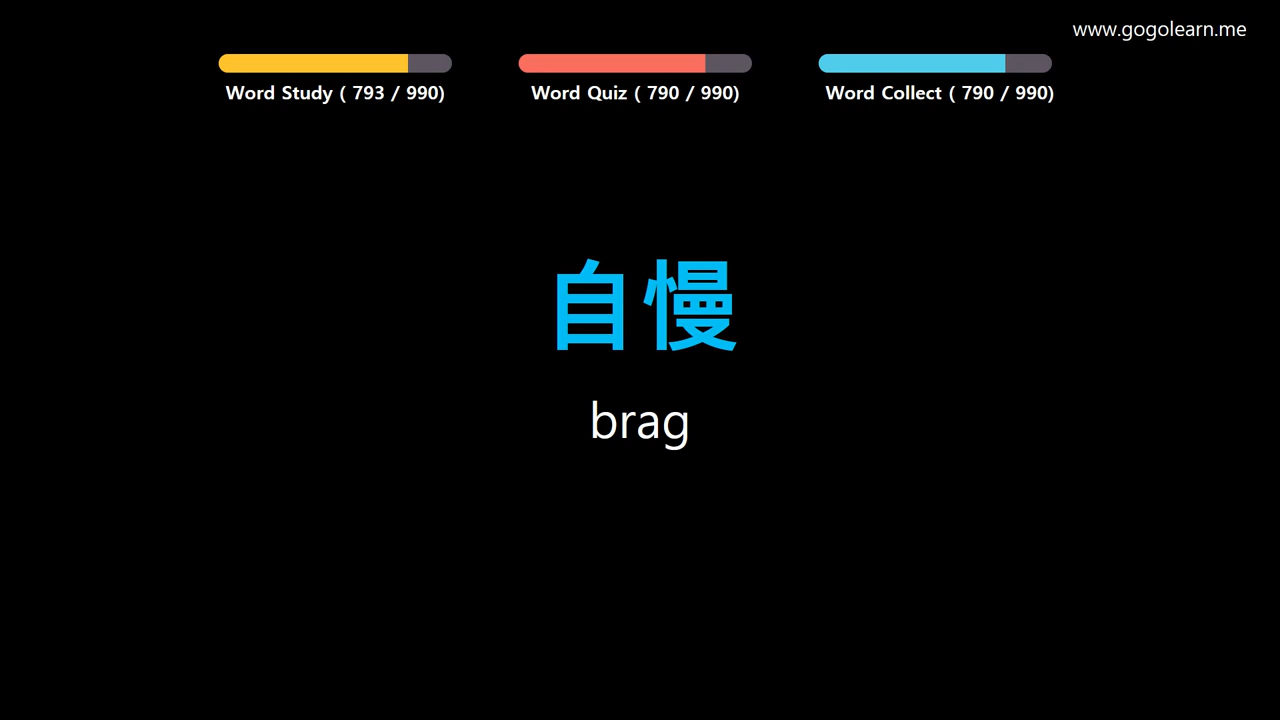 www.gogolearn.me
Word Study ( 793 / 990)
Word Quiz ( 790 / 990)
Word Collect ( 790 / 990)
自慢
brag